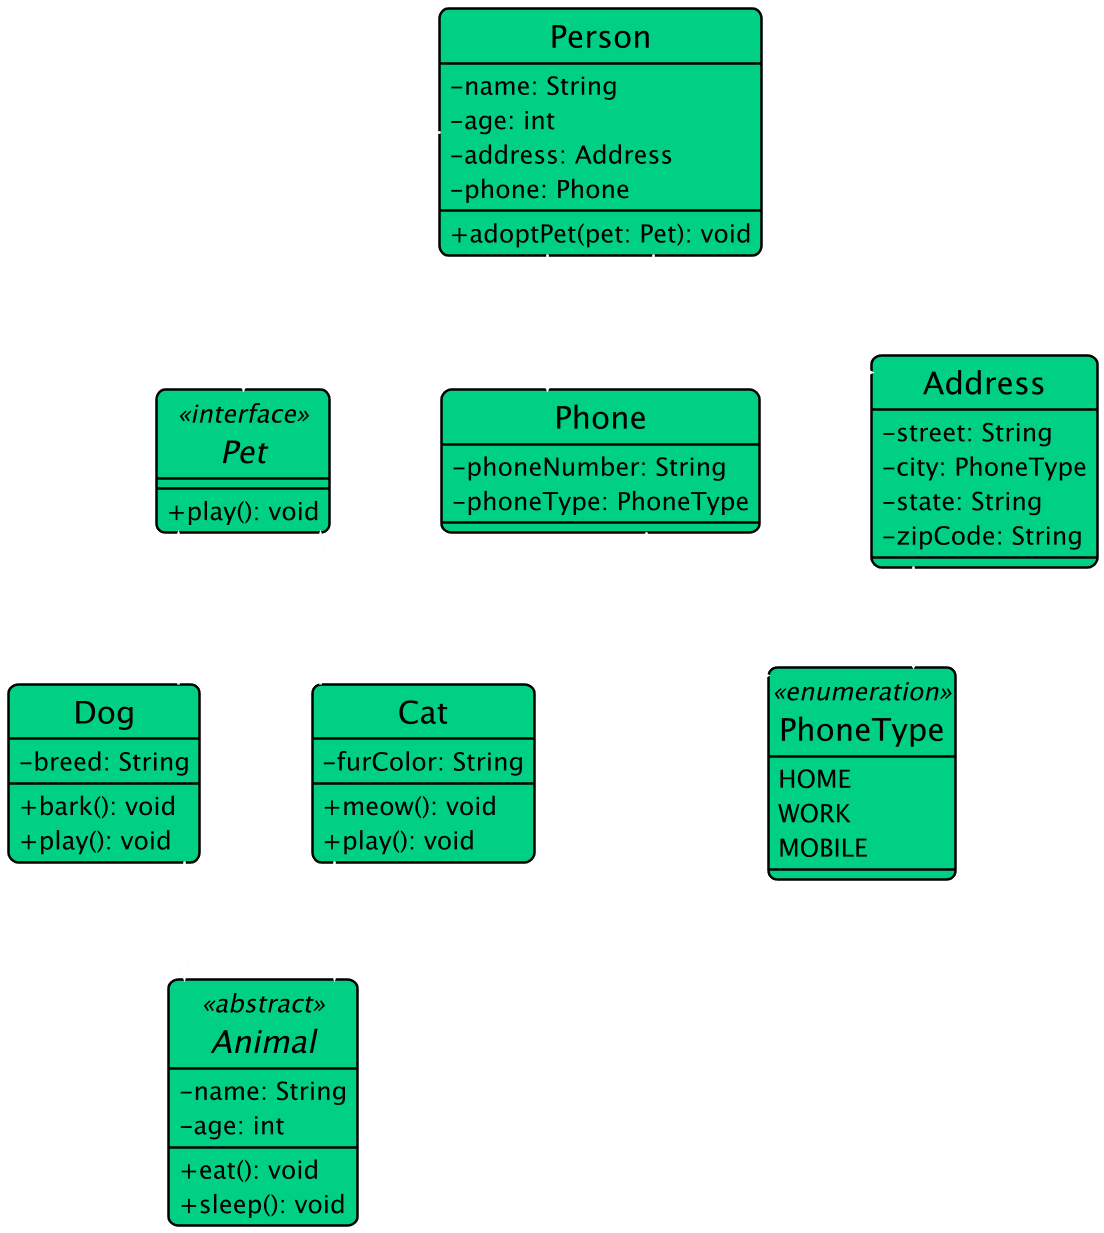 Person
-name: String
-age: int
-address: Address
-phone: Phone
+adoptPet(pet: Pet): void
«interface»
Pet
+play(): void
Phone
-phoneNumber: String
-phoneType: PhoneType
Address
-street: String
-city: PhoneType
-state: String
-zipCode: String
Dog
-breed: String
+bark(): void
+play(): void
Cat
-furColor: String
+meow(): void
+play(): void
«enumeration»
PhoneType
HOME
WORK
MOBILE
«abstract»
Animal
-name: String
-age: int
+eat(): void
+sleep(): void